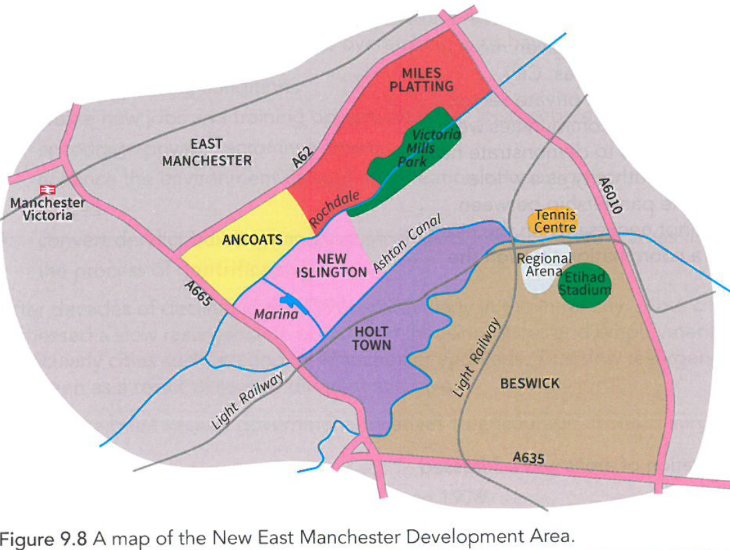 MILES
PLATTING
Victoria
Mills
Park
EAST
MANCHESTER
A62
A6010
Manchester
Victoria
Rochdale
Tennis
Centre
ANCOATS
Ashton Canal
NEW
ISLINGTON
Regional
Arena
Etihad
Stadium
A665
Marina
HOLT
TOWN
Light Railway
BESWICK
Light Railway
A635
Figure 9.8 A map of the New East Manchester Development Area.